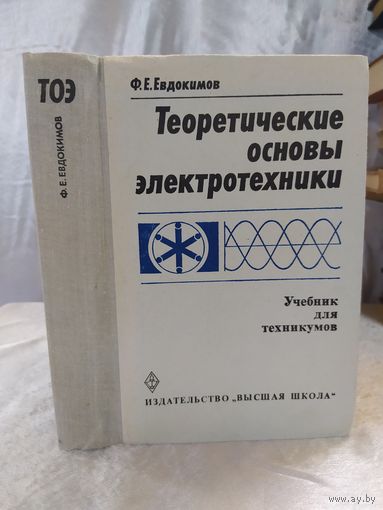 ТОЭ
Ф. Е. ЕВДОКИМОВ
Ф.Е.Евдокимов
Теоретические
основы
электротехники
Учебник
для
техникумов
ИЗДАТЕЛЬСТВО „ВЫСШАЯ ШКОЛА"
www.ay.by